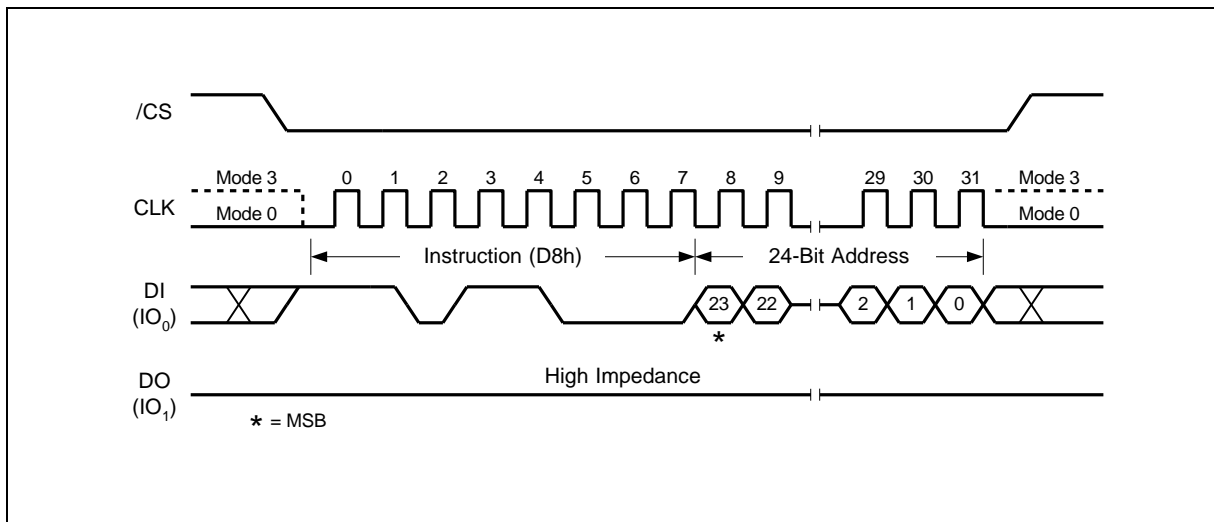 /CS
Mode 3
0 1 2 3 4 5 6 7 8 9 29 30 31
Mode 3
CLK
Mode 0
Mode 0
Instruction (D8h)
24-Bit Address
DI
(IO0)
23 22 2 1 0
*
High Impedance
DO
(IO1)
* = MSB